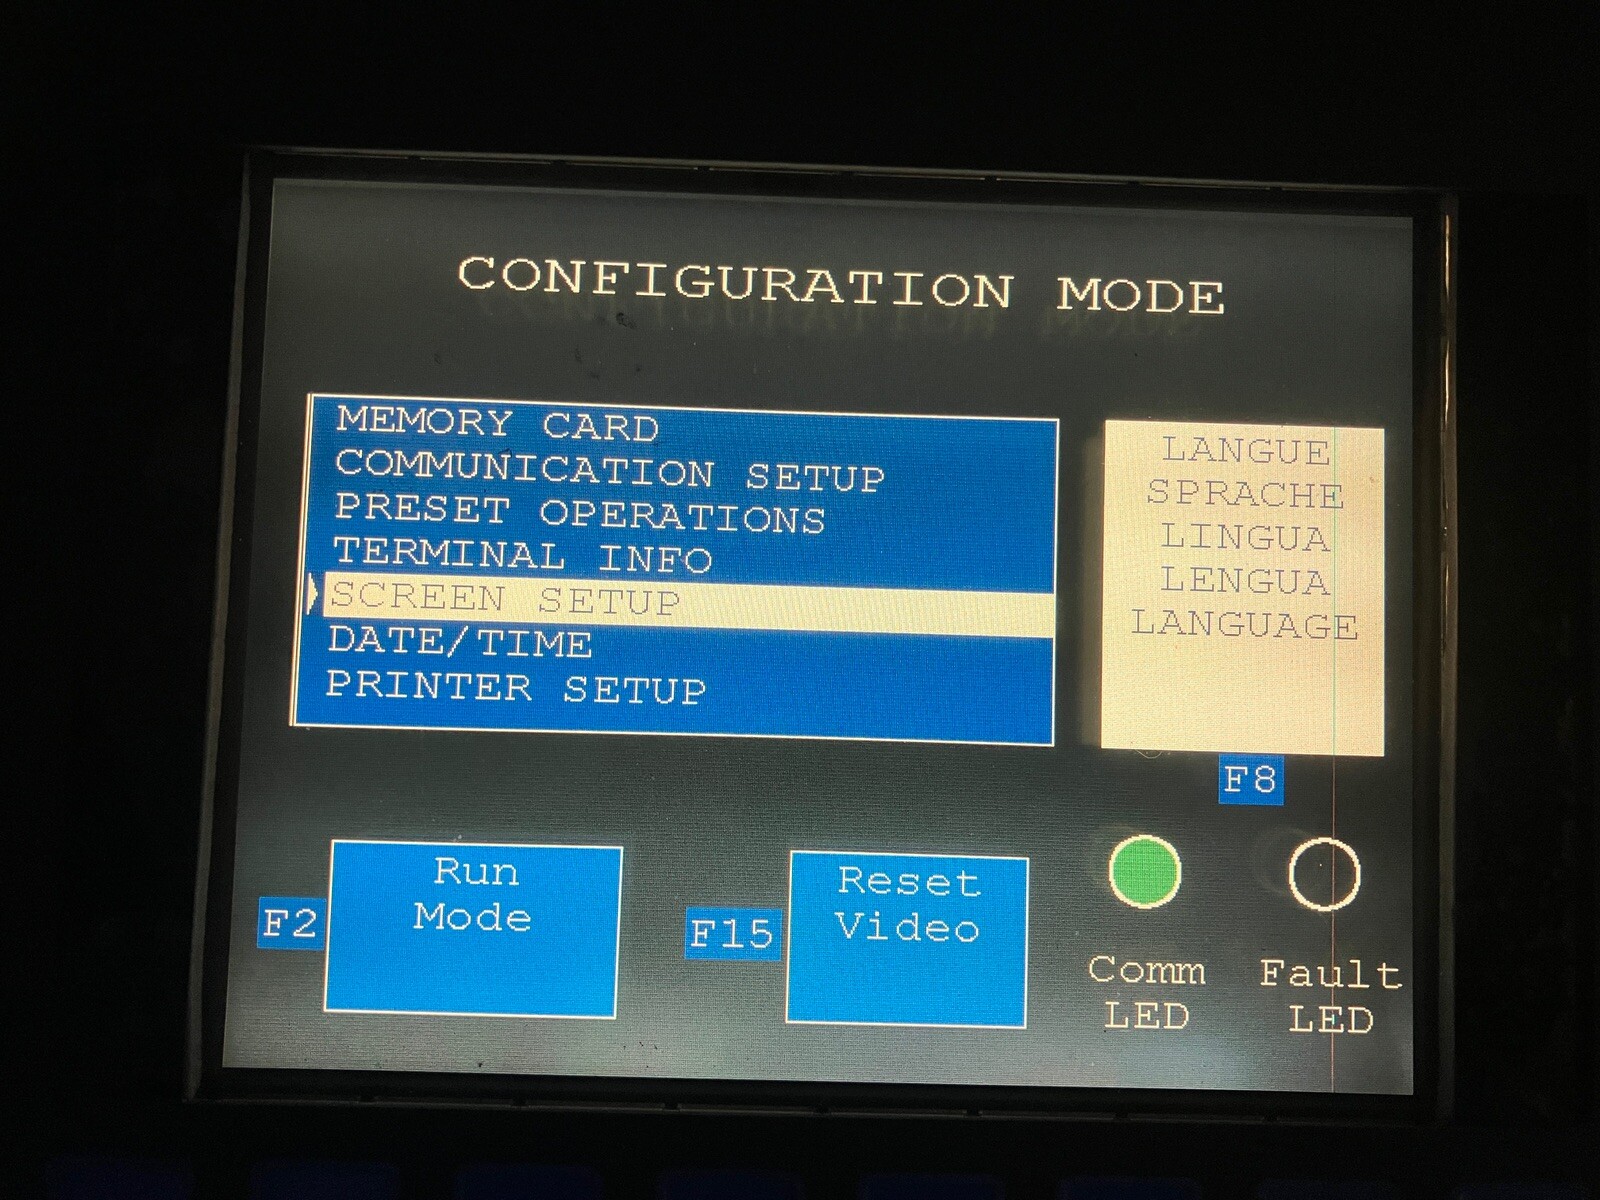 CONFIGURATION MODE
MEMORY CARD
COMMUNICATION SETUP
PRESET OPERATIONS
TERMINAL INFO
SCREEN SETUP
DATE/TIME
PRINTER SETUP
LANGUE
SPRACHE
LINGUA
LENGUA
LANGUAGE
F8
F2
Run
Mode
F15
Reset
Video
Comm
LED
Fault
LED